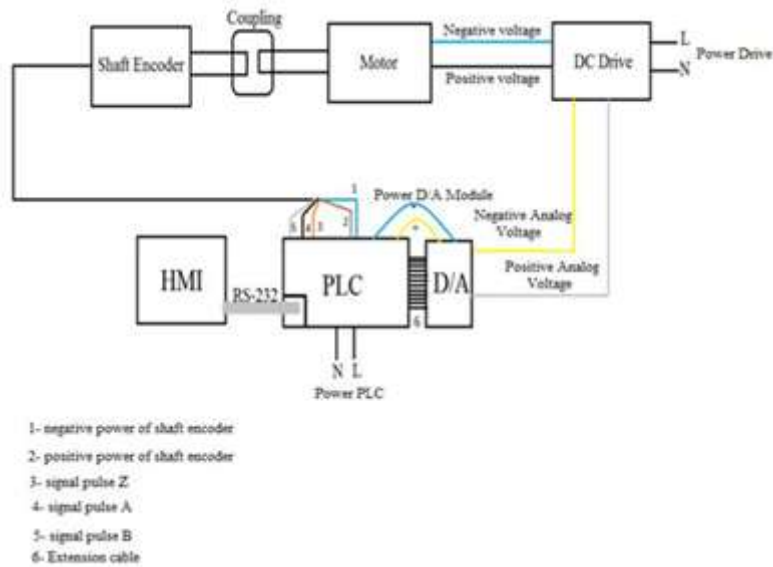 Coupling
Shaft Encoder
Motor
Negative voltage
Positive voltage
DC Drive
L
N
Power Drive
1
2
3
4
5
Power D/A Module
-
+
Negative Analog
Voltage
Positive Analog
Voltage
HMI
RS-232
PLC
D/A
6
N L
Power PLC
1- negative power of shaft encoder
2- positive power of shaft encoder
3- signal pulse Z
4- signal pulse A
5- signal pulse B
6- Extension cable